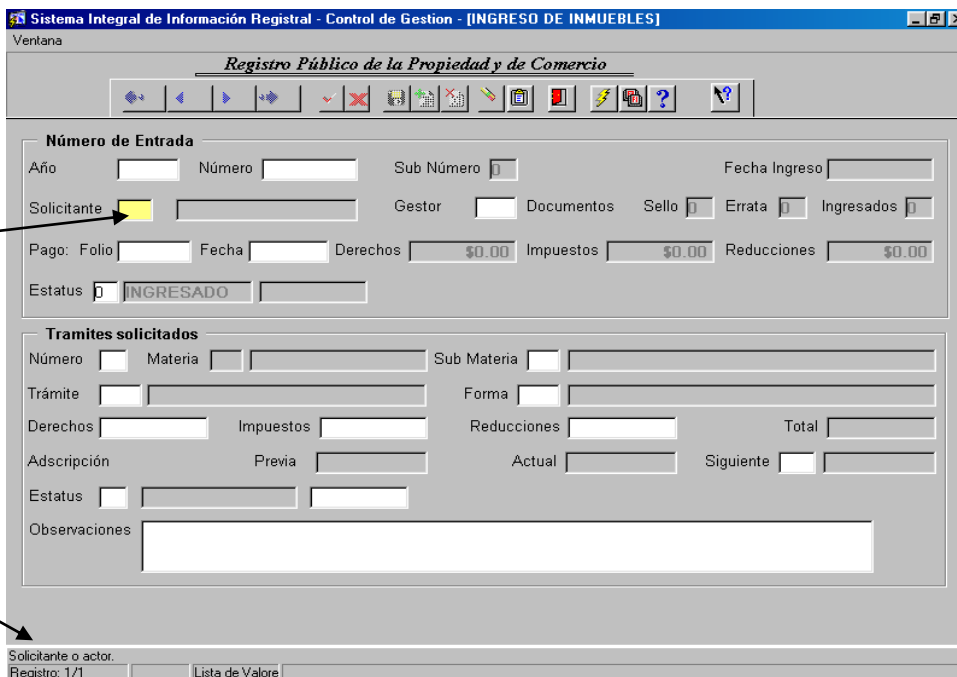 Sistema Integral de Información Registral - Control de Gestion - [INGRESO DE INMUEBLES]
Ventana
Registro Público de la Propiedad y de Comercio
Número de Entrada
Año Número Sub Número 0 Fecha Ingreso
Solicitante Gestor Documentos Sello 0 Errata 0 Ingresados 0
Pago: Folio Fecha Derechos $0.00 Impuestos $0.00 Reducciones $0.00
Estatus 0 INGRESADO
Tramites solicitados
Número Materia Sub Materia
Trámite Forma
Derechos Impuestos Reducciones Total
Adscripción Previa Actual Siguiente
Estatus
Observaciones
Solicitante o actor.
Registro: 1/1 Lista de Valore